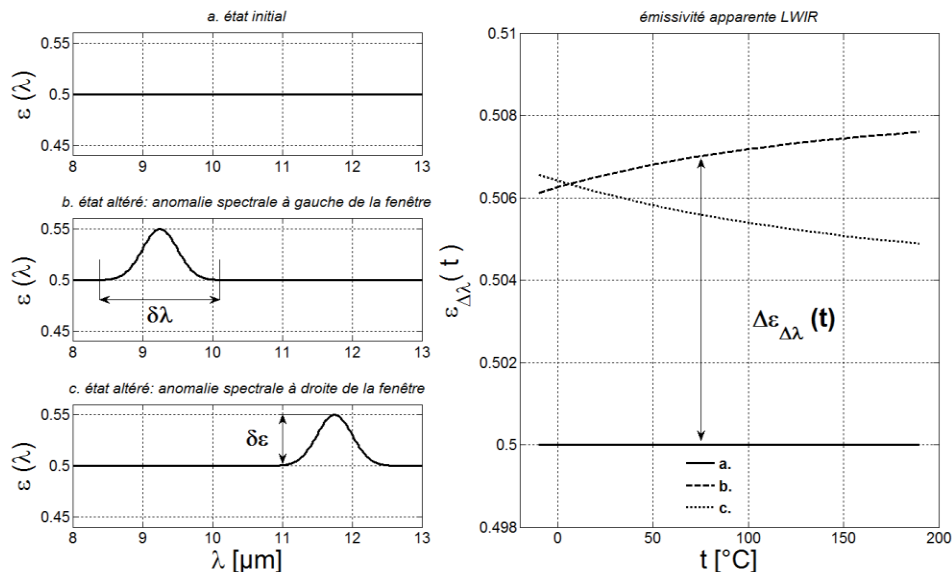 a. état initial
0.55
0.5
0.45
ε (λ)
8 9 10 11 12 13
b. état altéré: anomalie spectrale à gauche de la fenêtre
0.55
0.5
0.45
ε (λ)
δλ
8 9 10 11 12 13
c. état altéré: anomalie spectrale à droite de la fenêtre
0.55
0.5
0.45
ε (λ)
δε
8 9 10 11 12 13
λ [µm]
émissivité apparente LWIR
0.51
0.508
0.506
0.504
0.502
0.5
0.498
ε Δλ (t)
Δε Δλ (t)
a.
b.
c.
0 50 100 150 200
t [°C]